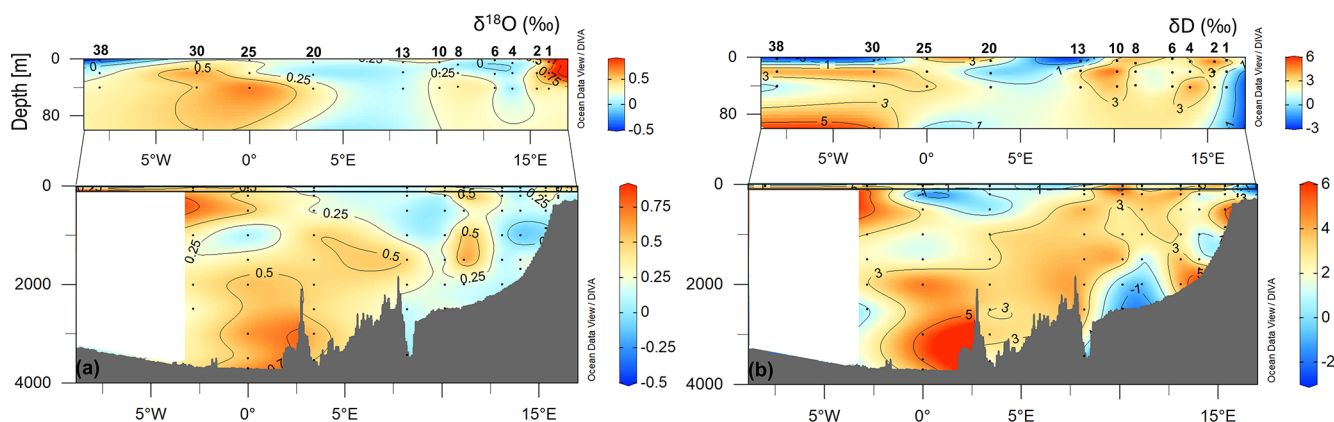 δ¹⁸O (‰)
38 30 25 20 13 10 8 6 4 2 1
Depth [m]
0
80
0 0.5 0.25 0.25 0.75
5°W 0° 5°E 15°E
0.5
0.0
-0.5
Ocean Data View / DIVA
0
2000
4000
0.25 0.5 0.5 0.25
0.25 0.25 0.5 0.5 0.25 0.5
(a)
5°W 0° 5°E 15°E
0.75
0.5
0.25
0
-0.25
-0.5
Ocean Data View / DIVA
δD (‰)
38 30 25 20 13 10 8 6 4 2 1
0
80
3 1 3 3 3 3 1 1
5 1
5°W 0° 5°E 15°E
6
3
0
-3
Ocean Data View / DIVA
0
2000
4000
1 1 3 3 3
3 3 -1
5 3
(b)
5°W 0° 5°E 15°E
6
4
2
0
-2
Ocean Data View / DIVA